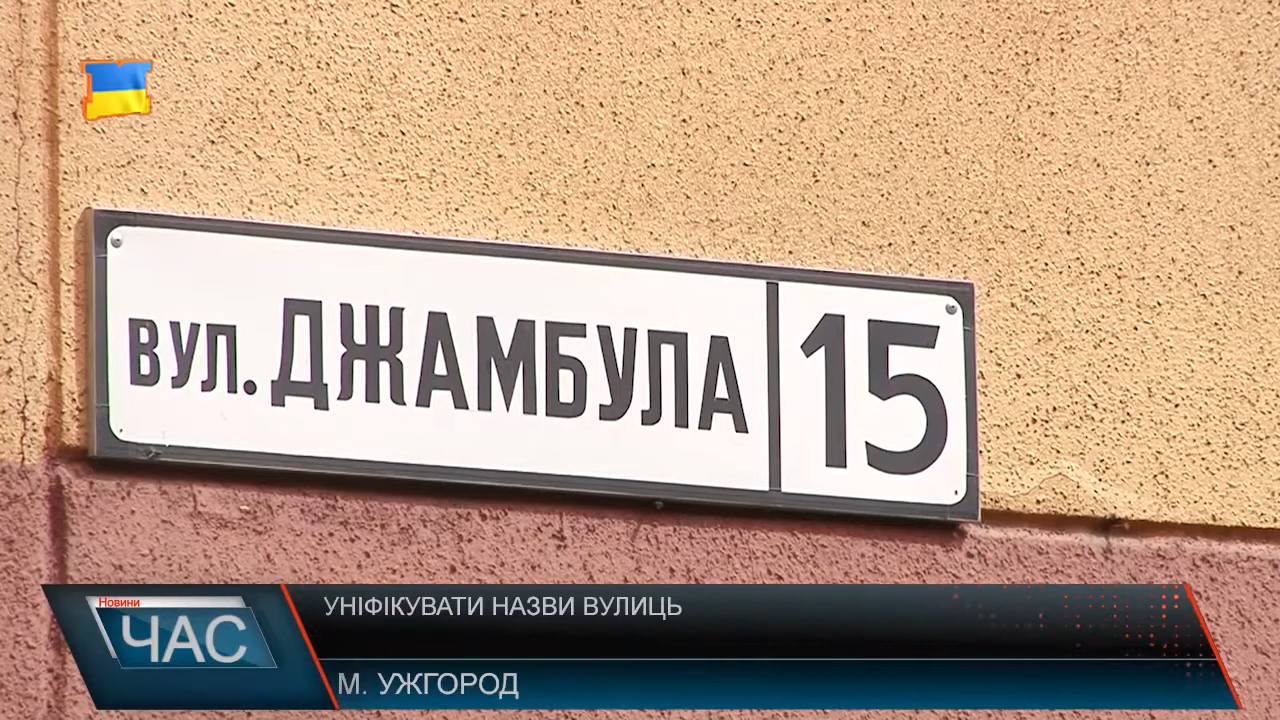 ВУЛ. ДЖАМБУЛА 15
Новини
ЧАС
УНІФІКУВАТИ НАЗВИ ВУЛИЦЬ
М. УЖГОРОД